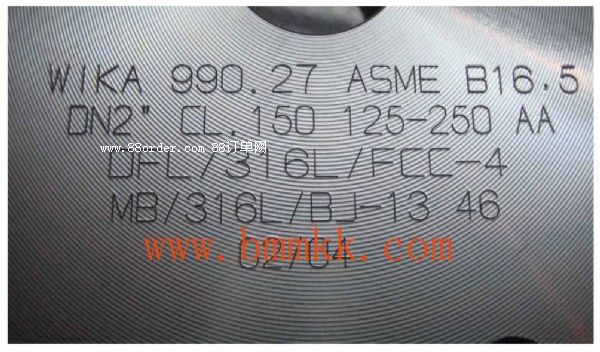 WIKA 990.27 ASME B16.5
DN2" CL.150 125-250 AA
www.88order.com 88订单网
DFL/316L/FCC-4
MB/316L/BJ-13 46
www.bmmkk.com